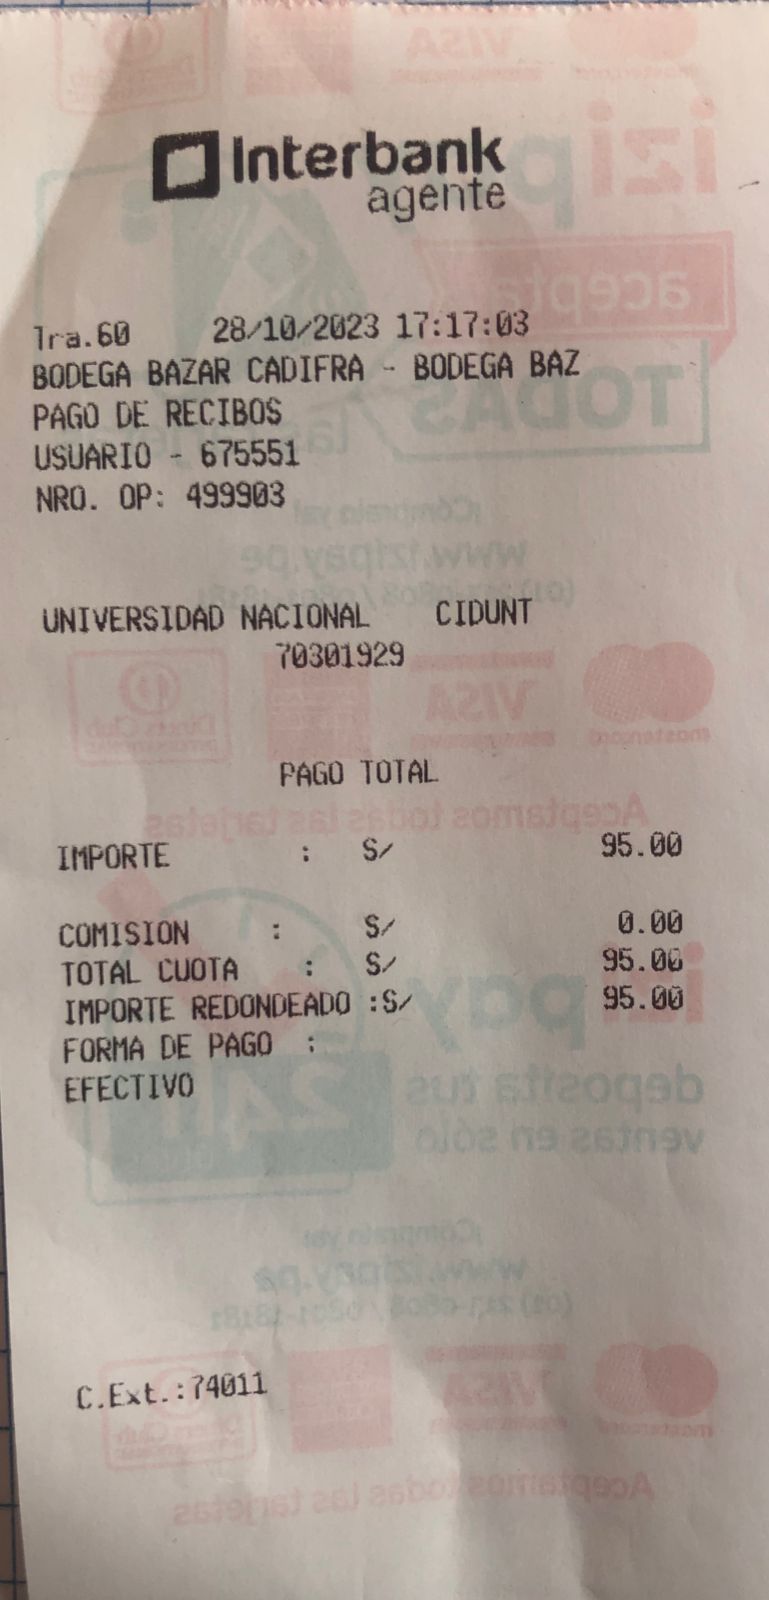 Interbank
agente
Tra.60 28/10/2023 17:17:03
BODEGA BAZAR CADIFRA - BODEGA BAZ
PAGO DE RECIBOS
USUARIO - 675551
NRO. OP: 499903
UNIVERSIDAD NACIONAL CIDUNT
70301929
PAGO TOTAL
IMPORTE : S/ 95.00
COMISION : S/ 0.00
TOTAL CUOTA : S/ 95.00
IMPORTE REDONDEADO :S/ 95.00
FORMA DE PAGO :
EFECTIVO
C.Ext.:74011